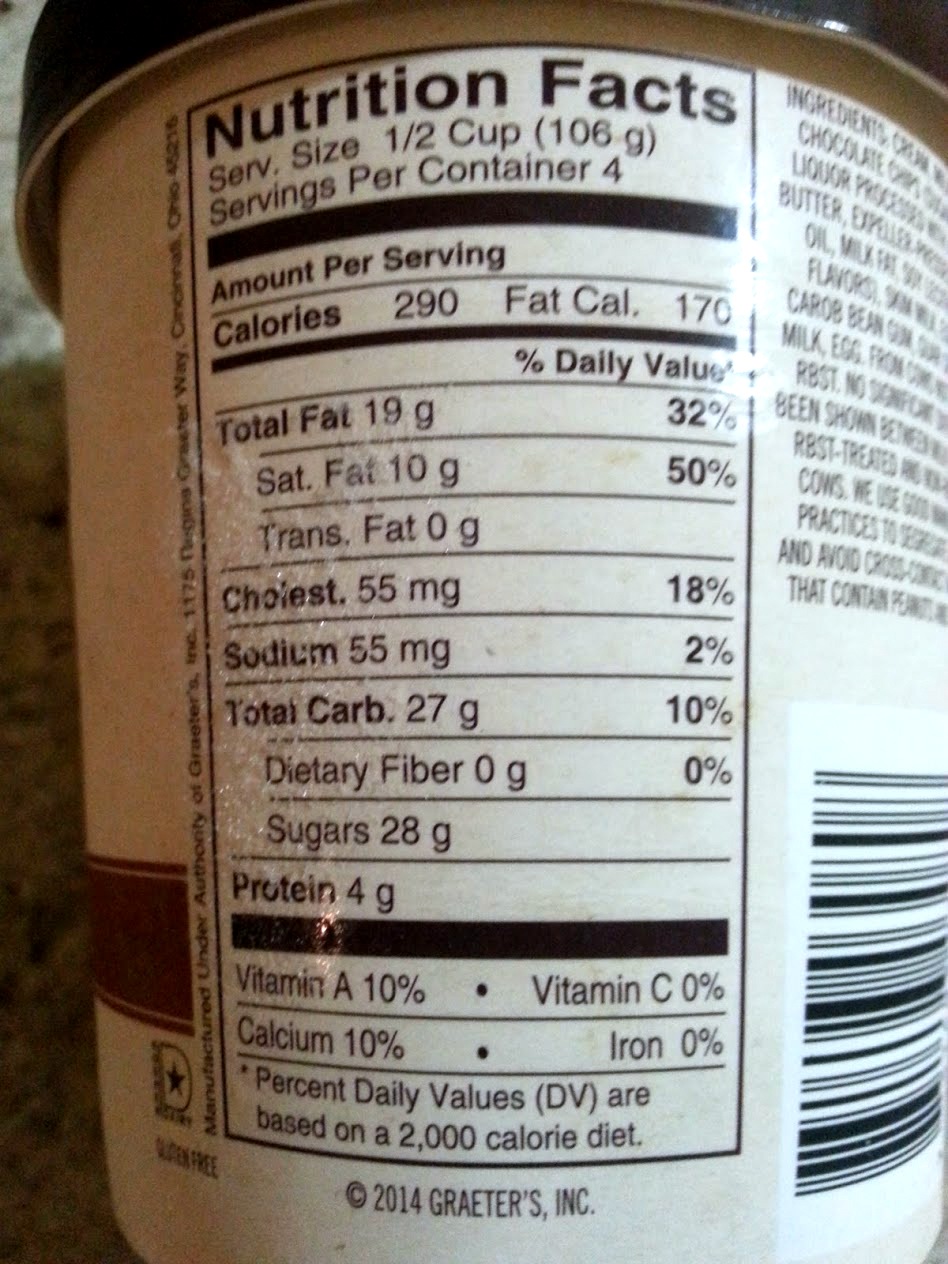 Nutrition Facts
Serv. Size 1/2 Cup (106 g)
Servings Per Container 4
Amount Per Serving
Calories 290 Fat Cal. 170
% Daily Value*
Total Fat 19 g 32%
Sat. Fat 10 g 50%
Trans. Fat 0 g
Cholest. 55 mg 18%
Sodium 55 mg 2%
Total Carb. 27 g 10%
Dietary Fiber 0 g 0%
Sugars 28 g
Protein 4 g
Vitamin A 10% • Vitamin C 0%
Calcium 10% • Iron 0%
* Percent Daily Values (DV) are
based on a 2,000 calorie diet.
© 2014 GRAETER'S, INC.
Manufactured Under Authority of Graeter's, Inc. 1175 Regina Graeter Way, Cincinnati, Ohio 45216
GLUTEN FREE
INGREDIENTS: CREAM,
CHOCOLATE CHIPS
LIQUOR PROCESSED
BUTTER, EXPELLER
OIL, MILK FAT, SOY
FLAVORS), SKIM MILK,
CAROB BEAN GUM,
MILK, EGG. FROM COWS
RBST. NO SIGNIFICANT
BEEN SHOWN BETWEEN
RBST-TREATED AND
COWS. WE USE GOOD
PRACTICES TO
AND AVOID
THAT CONTAIN PEANUT